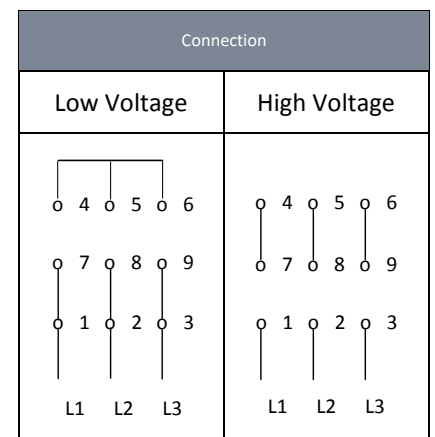 Connection
Low Voltage High Voltage
o 4 o 5 o 6
o 7 o 8 o 9
o 1 o 2 o 3
L1 L2 L3
o 4 o 5 o 6
o 7 o 8 o 9
o 1 o 2 o 3
L1 L2 L3